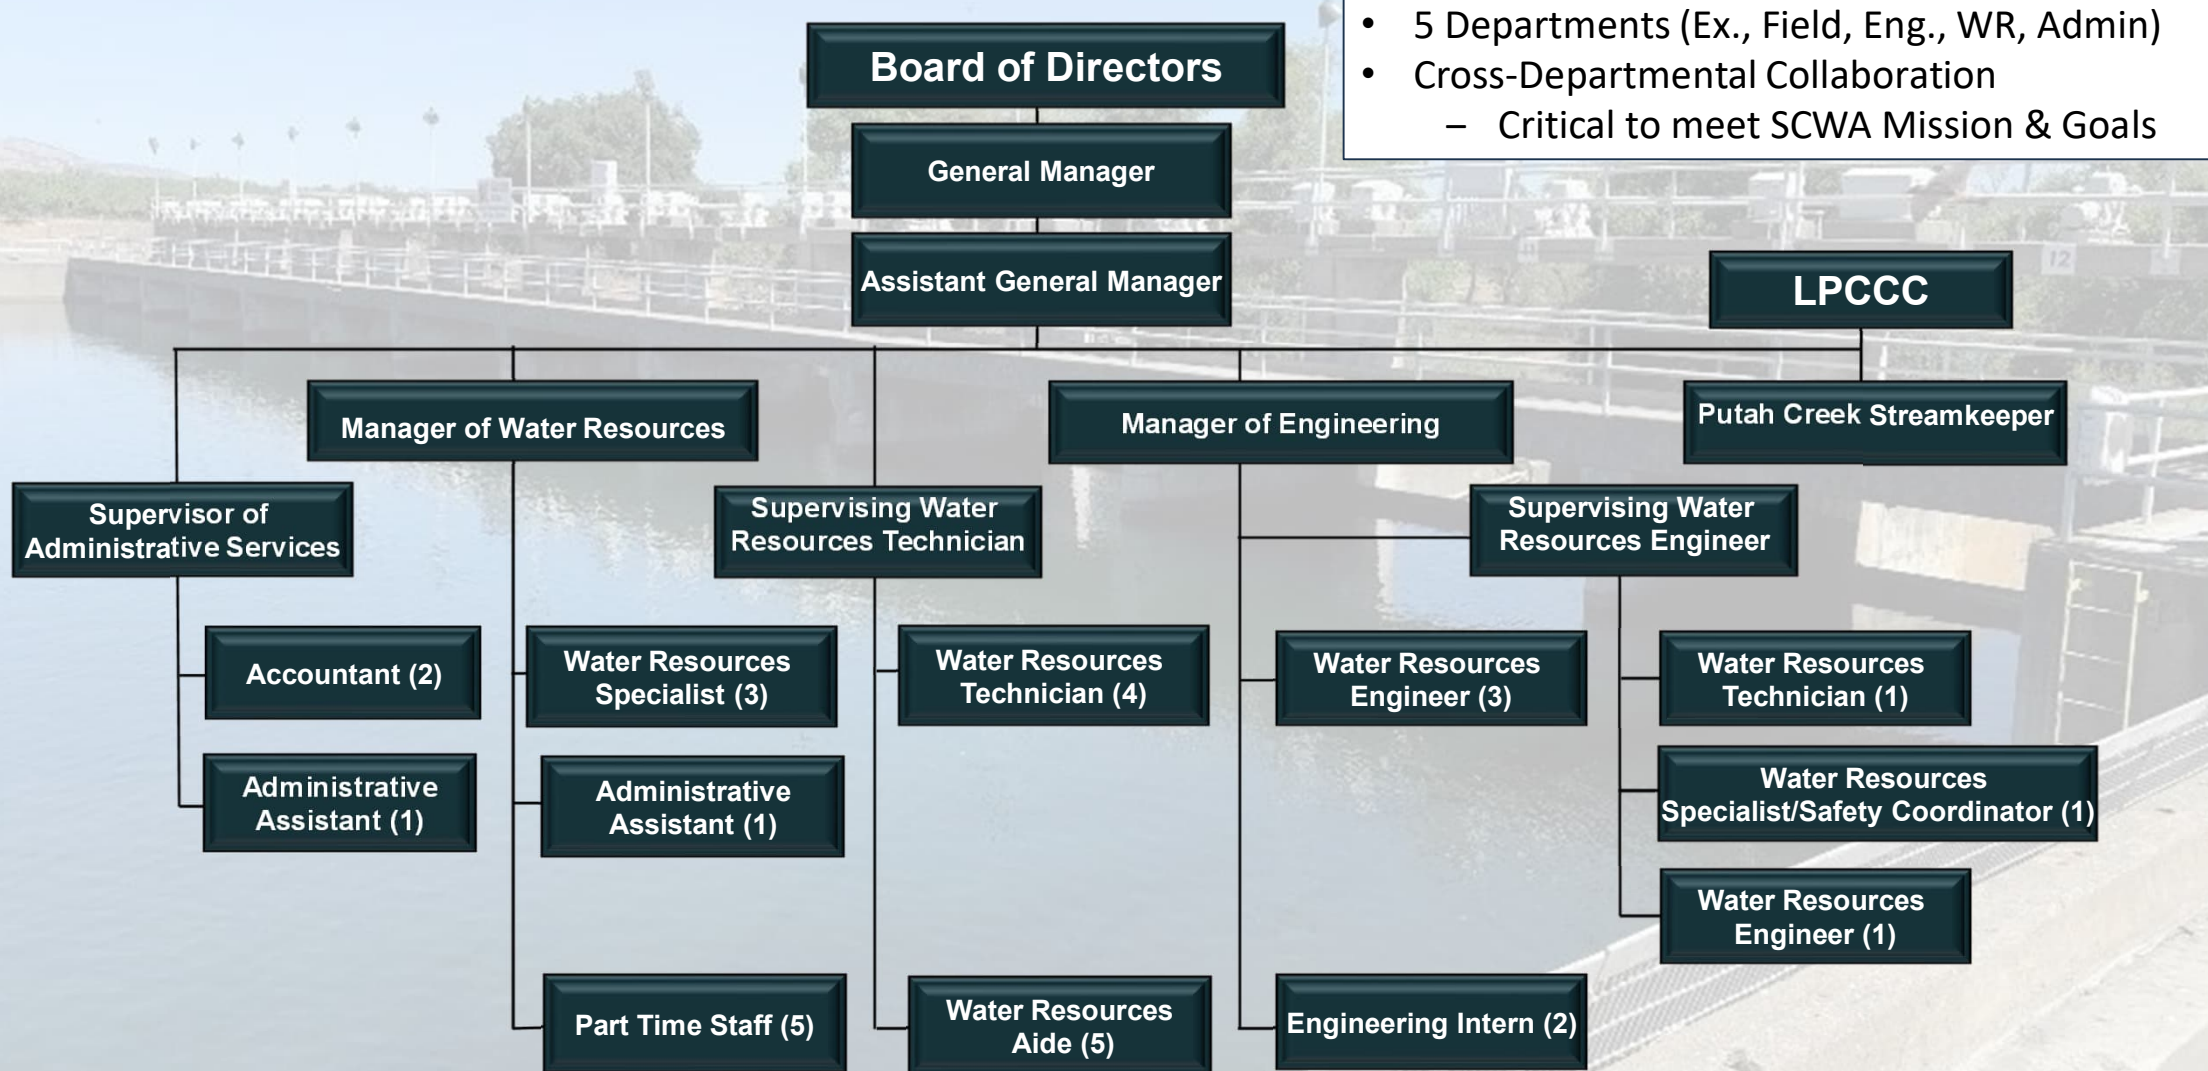 • 5 Departments (Ex., Field, Eng., WR, Admin)
• Cross-Departmental Collaboration
– Critical to meet SCWA Mission & Goals
Board of Directors
General Manager
Assistant General Manager
LPCCC
Manager of Water Resources
Manager of Engineering
Putah Creek Streamkeeper
Supervisor of
Administrative Services
Supervising Water
Resources Technician
Supervising Water
Resources Engineer
Accountant (2)
Water Resources
Specialist (3)
Water Resources
Technician (4)
Water Resources
Engineer (3)
Water Resources
Technician (1)
Administrative
Assistant (1)
Administrative
Assistant (1)
Water Resources
Specialist/Safety Coordinator (1)
Water Resources
Engineer (1)
Part Time Staff (5)
Water Resources
Aide (5)
Engineering Intern (2)
12